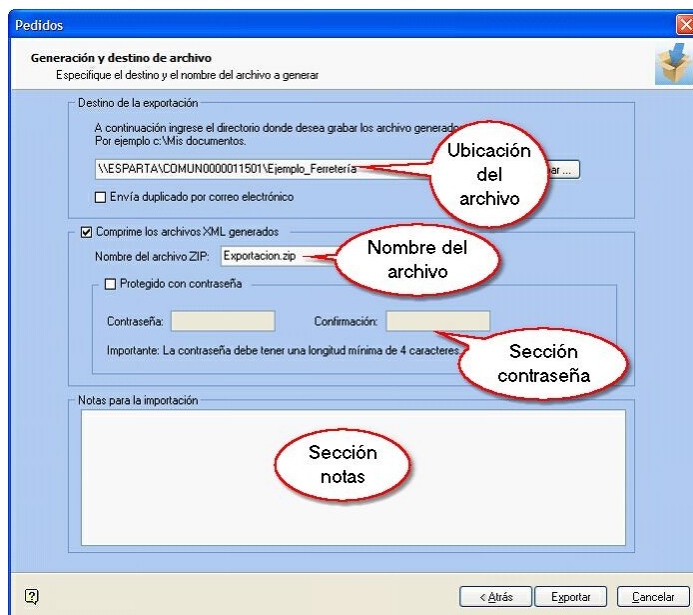 Pedidos
Generación y destino de archivo
Especifique el destino y el nombre del archivo a generar
Destino de la exportación
A continuación ingrese el directorio donde desea grabar los archivo
Por ejemplo c:\Mis documentos.
\\ESPARTA\COMUN0000011501\Ejemplo_Ferretería
Ubicación
del
archivo
Envía duplicado por correo electrónico
Comprime los archivos XML generados
Nombre del archivo ZIP: Exportacion.zip
Nombre del
archivo
Protegido con contraseña
Contraseña: Confirmación:
Importante: La contraseña debe tener una longitud mínima de 4 caracteres.
Sección
contraseña
Notas para la importación
Sección
notas
< Atrás Exportar Cancelar